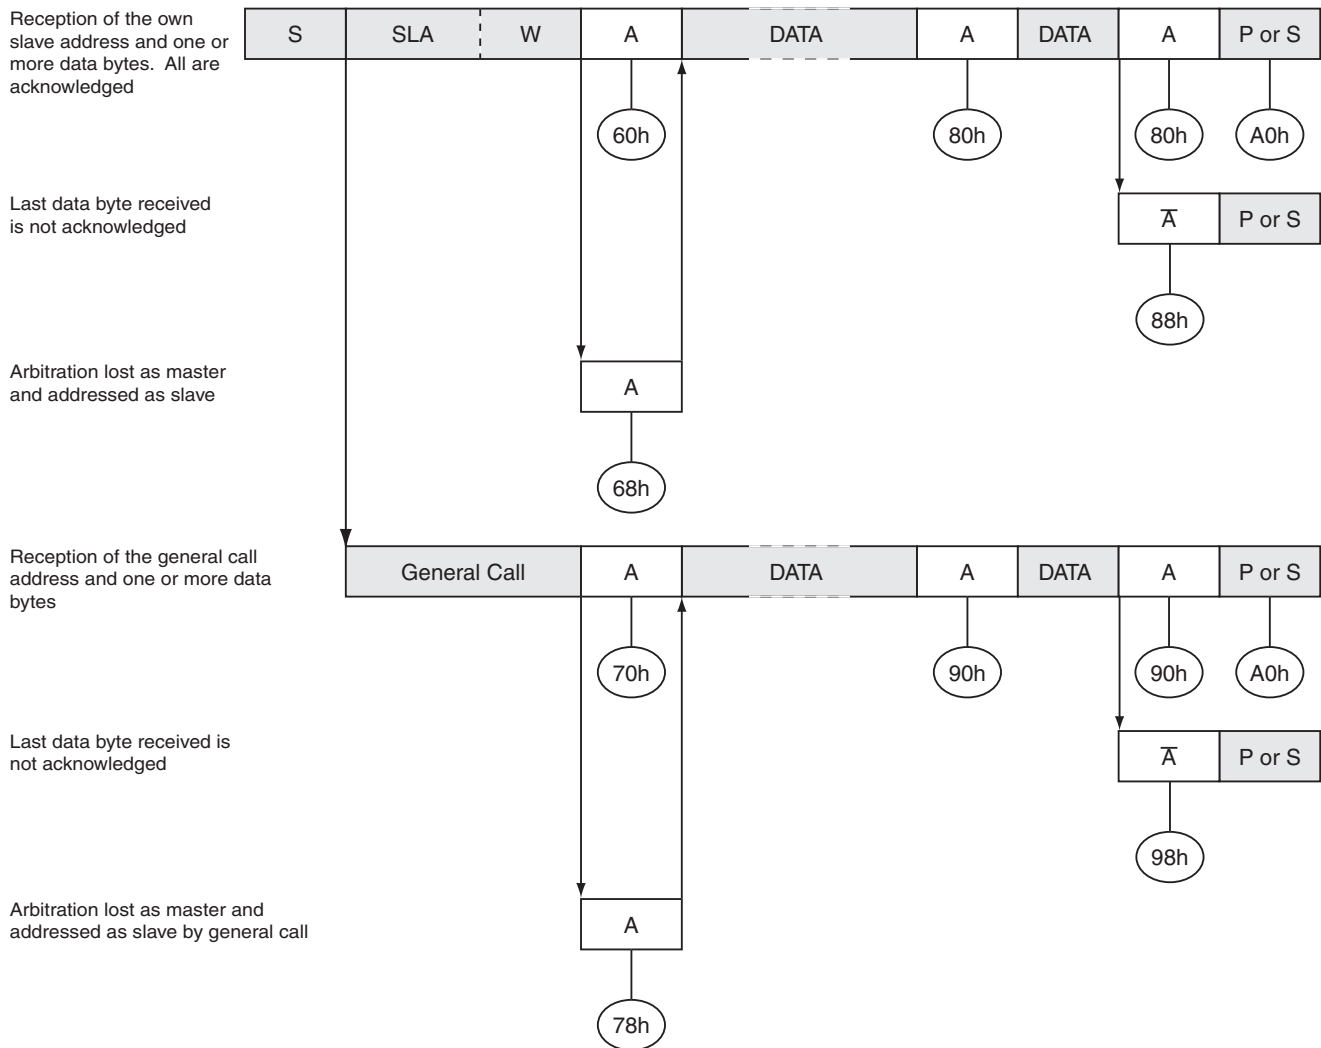 Reception of the own
slave address and one or
more data bytes. All are
acknowledged
S SLA W A DATA A DATA A P or S
60h 80h 80h A0h
Last data byte received
is not acknowledged
A̅ P or S
88h
Arbitration lost as master
and addressed as slave
A
68h
Reception of the general call
address and one or more data
bytes
General Call A DATA A DATA A P or S
70h 90h 90h A0h
Last data byte received is
not acknowledged
A̅ P or S
98h
Arbitration lost as master and
addressed as slave by general call
A
78h